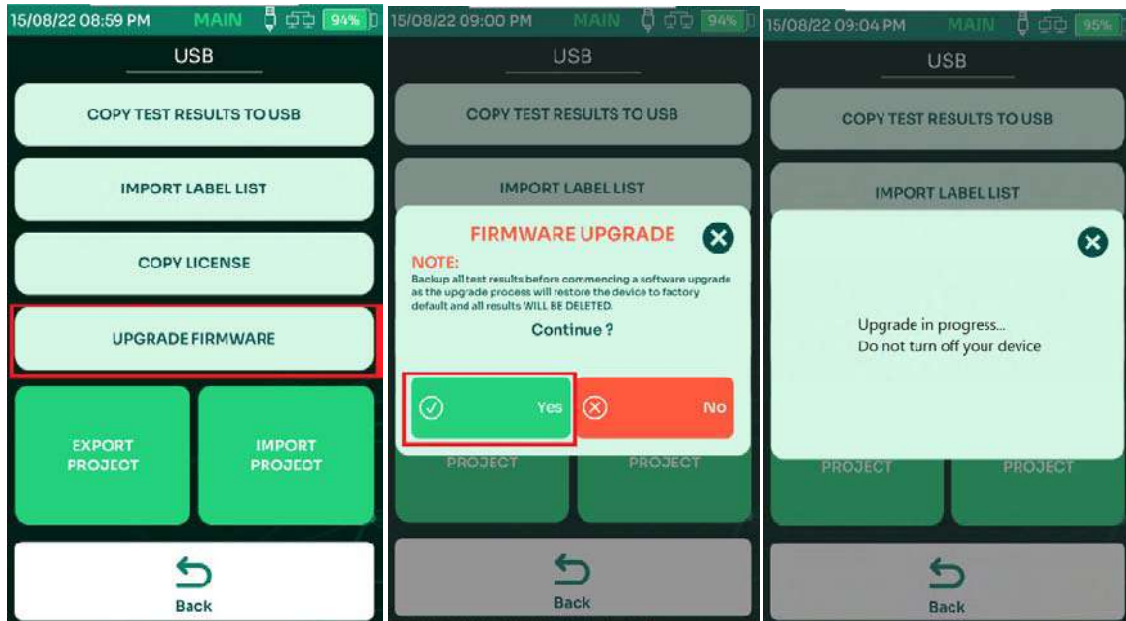 15/08/22 08:59 PM MAIN 94%
USB
COPY TEST RESULTS TO USB
IMPORT LABEL LIST
COPY LICENSE
UPGRADE FIRMWARE
EXPORT
PROJECT
IMPORT
PROJECT
Back
15/08/22 09:00 PM MAIN 94%
USB
COPY TEST RESULTS TO USB
IMPORT LABEL LIST
FIRMWARE UPGRADE
NOTE:
Backup all test results before commencing a software upgrade
as the upgrade process will restore the device to factory
default and all results WILL BE DELETED.
Continue ?
Yes
No
PROJECT
PROJECT
Back
15/08/22 09:04 PM MAIN 95%
USB
COPY TEST RESULTS TO USB
IMPORT LABEL LIST
Upgrade in progress...
Do not turn off your device
PROJECT
PROJECT
Back